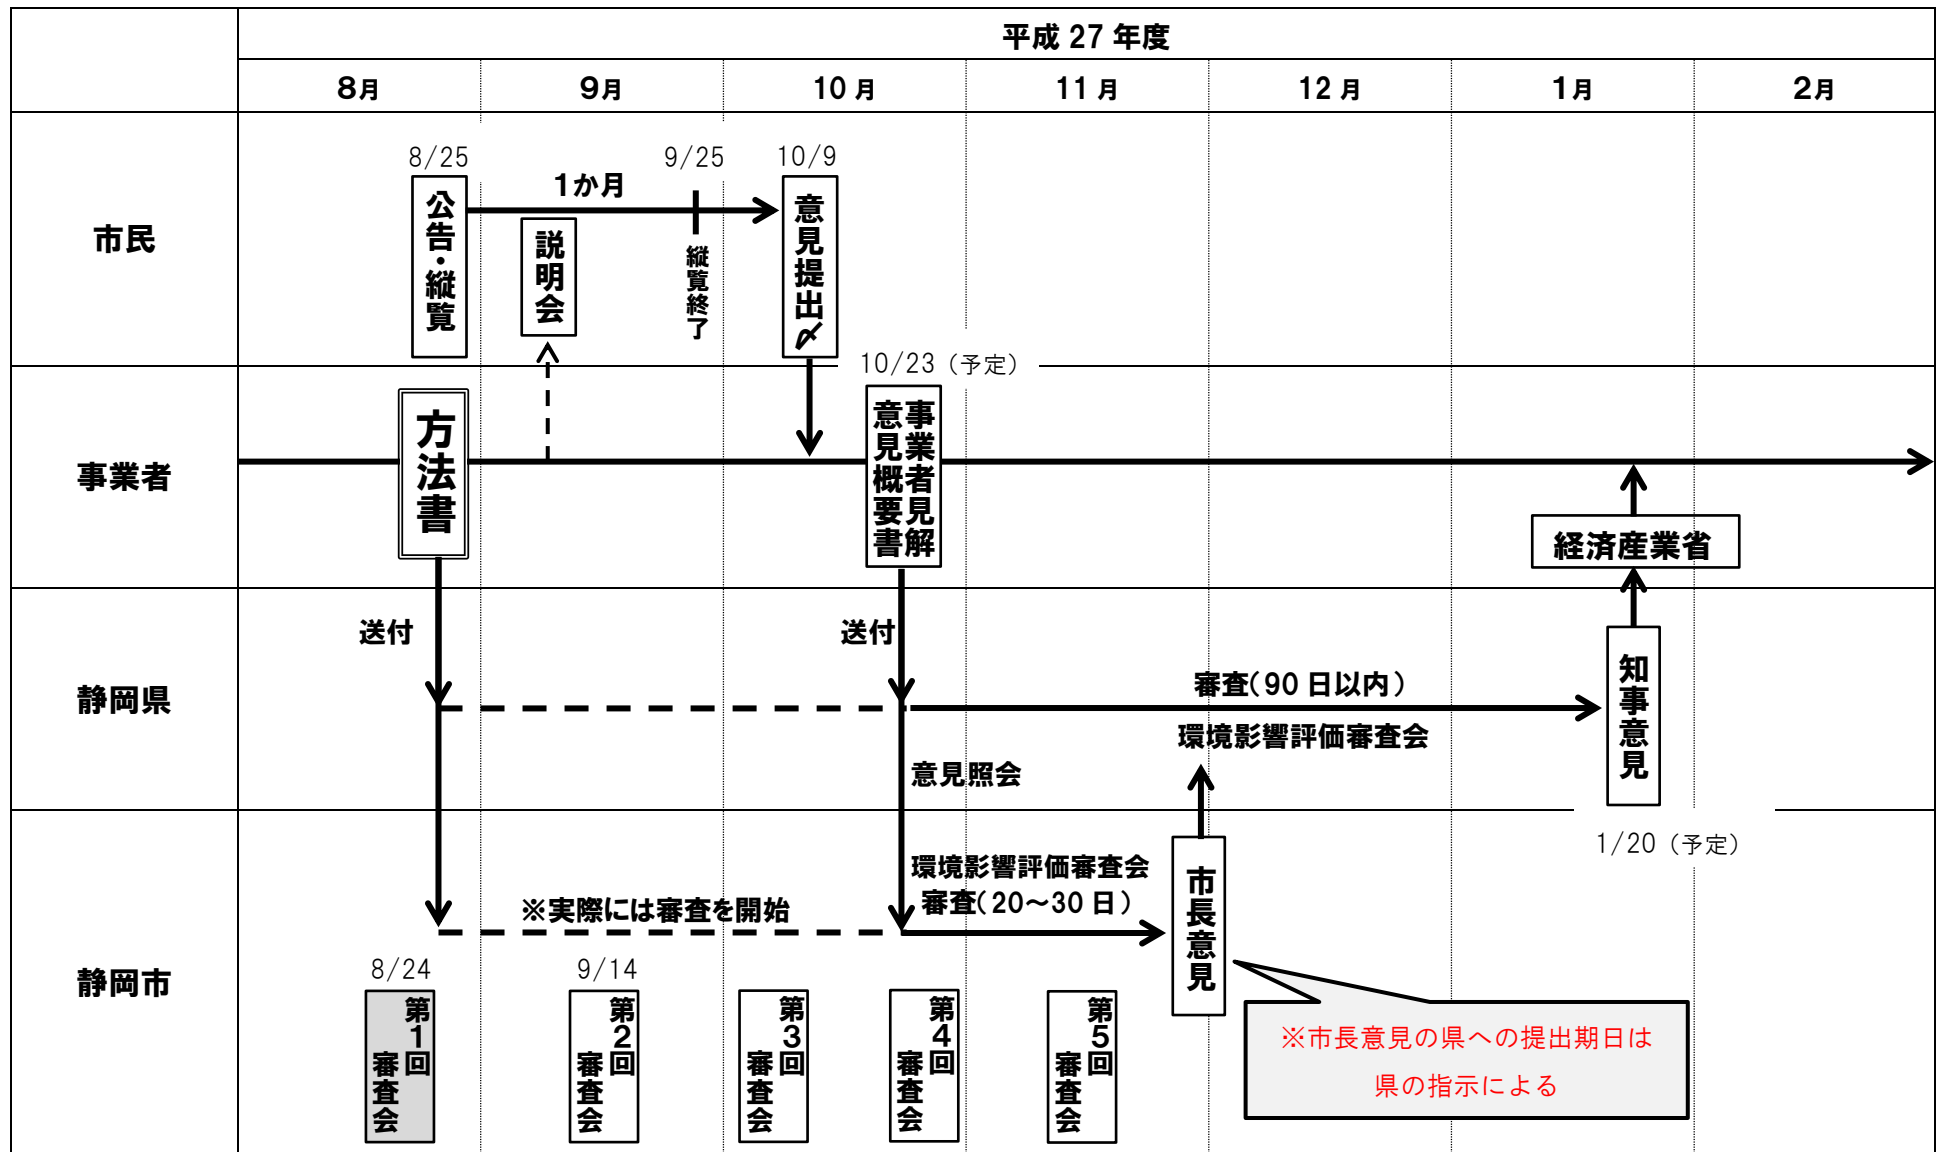 平成 27 年度
8月
9月
10 月
11 月
12 月
1月
2月
市民
8/25
公告・縦覧
1か月
説明会
9/25
縦覧終了
10/9
意見提出〆
事業者
方法書
10/23（予定）
事業者見解
意見概要書
経済産業省
静岡県
送付
送付
審査（90 日以内）
環境影響評価審査会
意見照会
知事意見
1/20（予定）
静岡市
環境影響評価審査会
審査（20～30 日）
※実際には審査を開始
市長意見
8/24
第1回
審査会
9/14
第2回
審査会
第3回
審査会
第4回
審査会
第5回
審査会
※市長意見の県への提出期日は
県の指示による